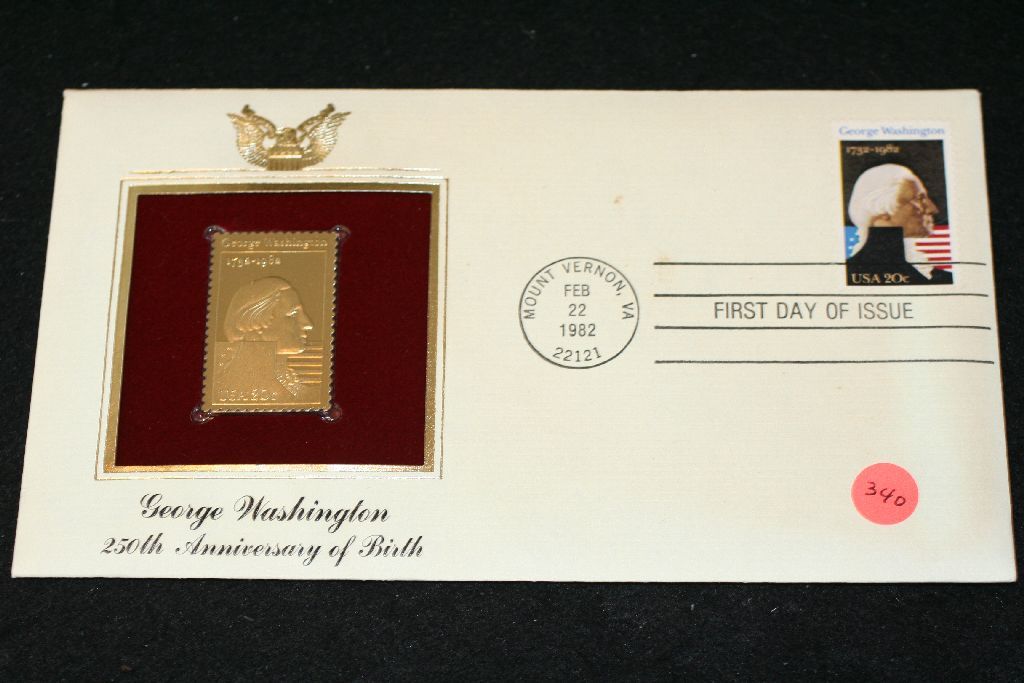 George Washington
1732-1982
USA 20c
George Washington
1732-1982
USA 20c
MOUNT VERNON, VA
FEB
22
1982
22121
FIRST DAY OF ISSUE
340
George Washington
250th Anniversary of Birth